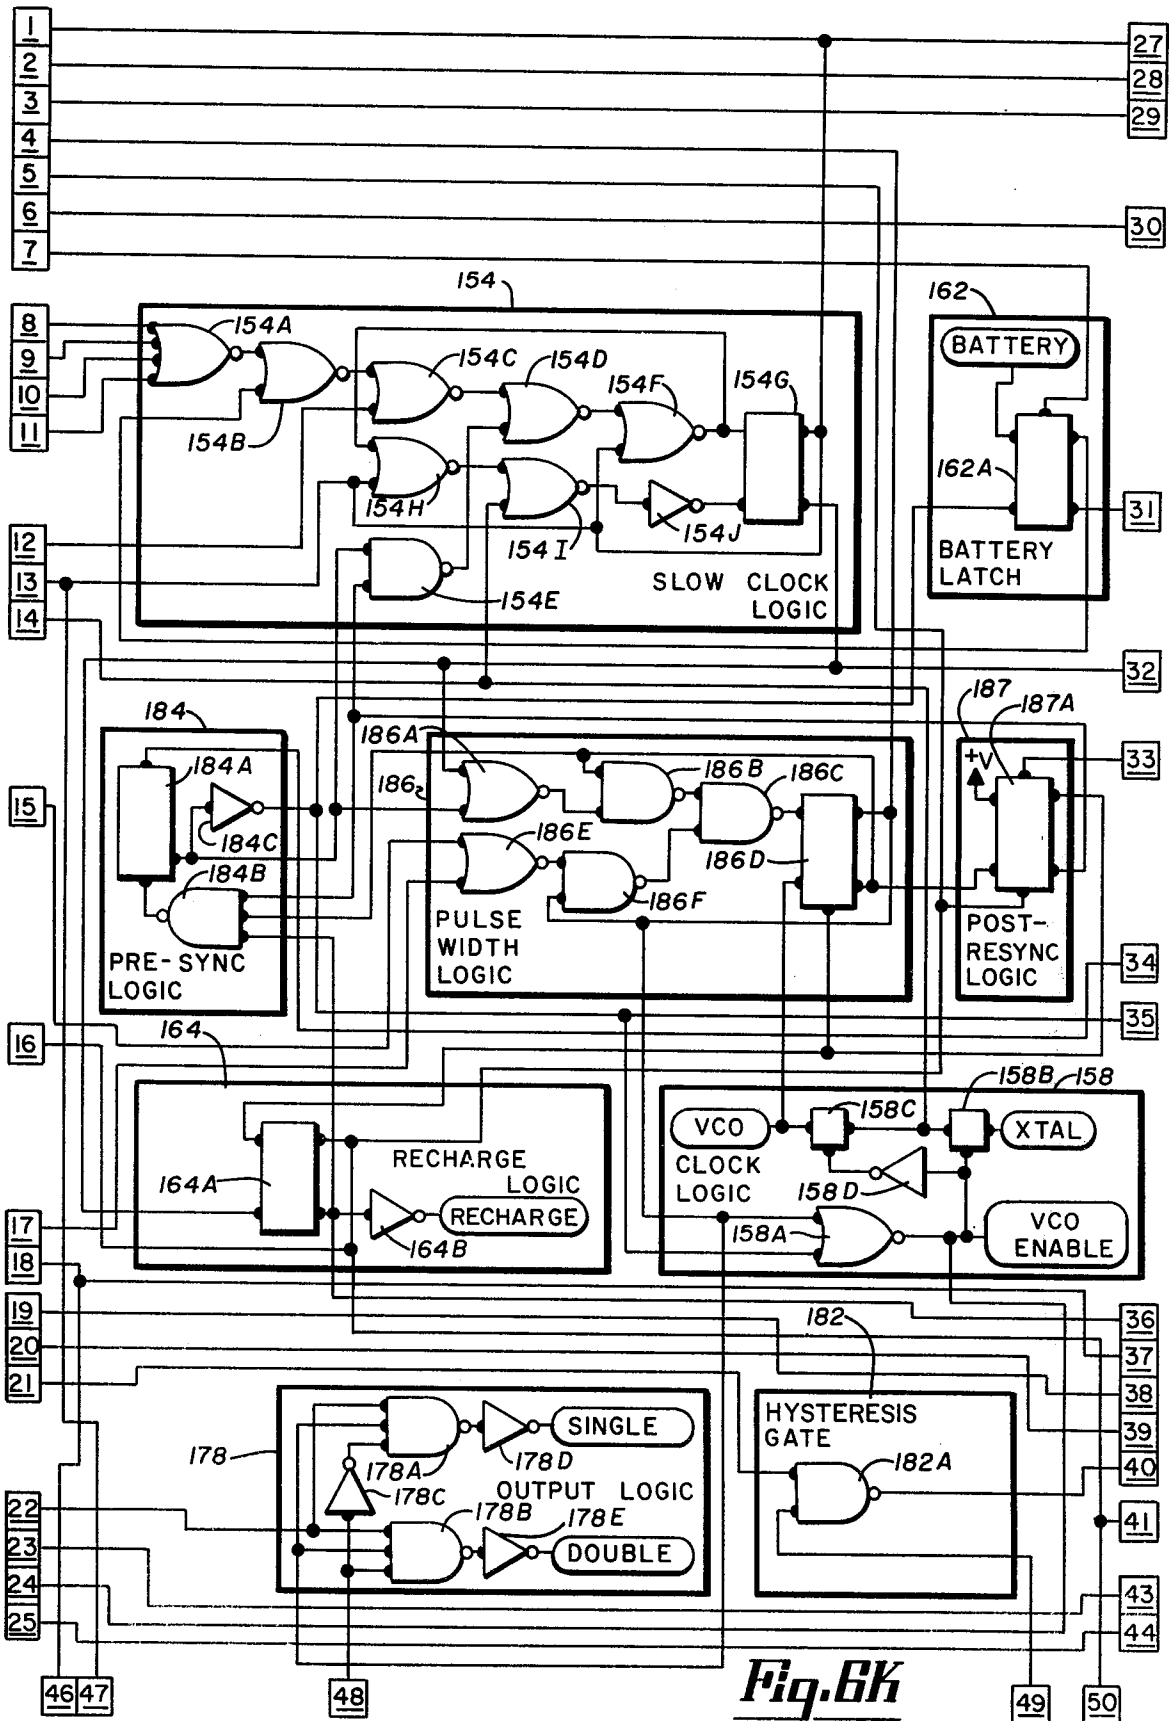 1
27
2
28
3
29
4
5
6
30
7
154
162
8
154A
BATTERY
9
154C
154D
154G
10
154F
11
154B
162A
154H
31
12
154I
154J
BATTERY
LATCH
13
154E
SLOW CLOCK
LOGIC
14
32
184
187
187A
186A
184A
+V
33
186B
186C
186
15
184C
186E
186D
184B
186F
PULSE
WIDTH
LOGIC
POST-
RESYNC
LOGIC
PRE-SYNC
LOGIC
34
35
16
164
158B
158
158C
VCO
XTAL
CLOCK
LOGIC
RECHARGE
LOGIC
164A
158D
RECHARGE
17
158A
VCO
ENABLE
164B
18
19
36
182
20
37
21
38
HYSTERESIS
GATE
SINGLE
39
178
178A
178D
182A
40
178C
OUTPUT LOGIC
22
178B
178E
41
23
DOUBLE
24
43
25
44
Fig.6K
46
47
48
49
50